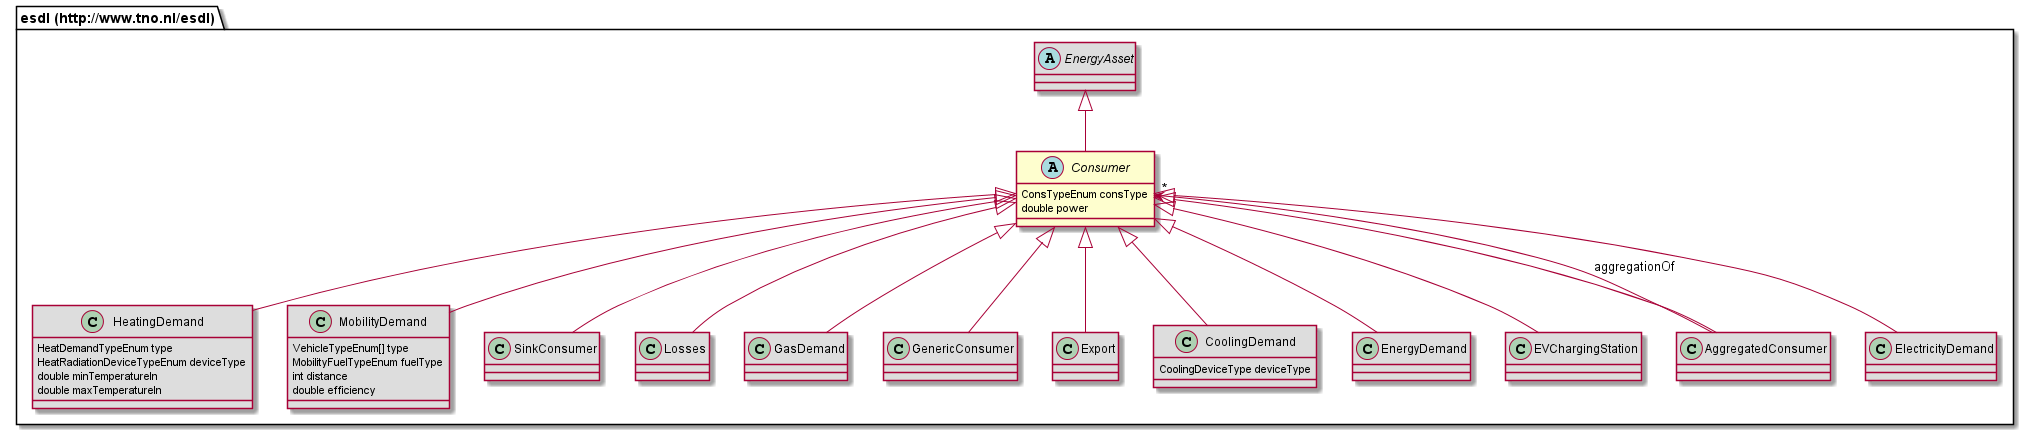 esdl (http://www.tno.nl/esdl)
A EnergyAsset
A Consumer
ConsTypeEnum consType
double power
*
aggregationOf
C HeatingDemand
HeatDemandTypeEnum type
HeatRadiationDeviceTypeEnum deviceType
double minTemperatureIn
double maxTemperatureIn
C MobilityDemand
VehicleTypeEnum[] type
MobilityFuelTypeEnum fuelType
int distance
double efficiency
C SinkConsumer
C Losses
C GasDemand
C GenericConsumer
C Export
C CoolingDemand
CoolingDeviceType deviceType
C EnergyDemand
C EVChargingStation
C AggregatedConsumer
C ElectricityDemand